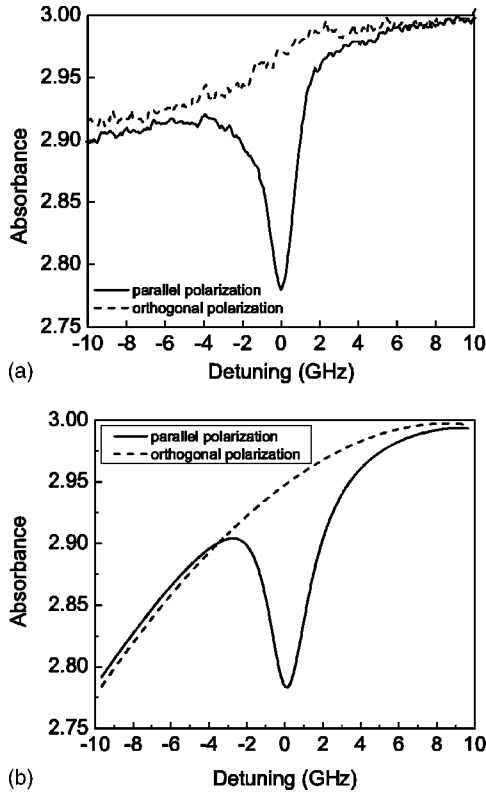 3.00
2.95
2.90
2.85
2.80
2.75
Absorbance
parallel polarization
orthogonal polarization
-10 -8 -6 -4 -2 0 2 4 6 8 10
(a)
Detuning (GHz)
3.00
2.95
2.90
2.85
2.80
2.75
Absorbance
parallel polarization
orthogonal polarization
-10 -8 -6 -4 -2 0 2 4 6 8 10
(b)
Detuning (GHz)